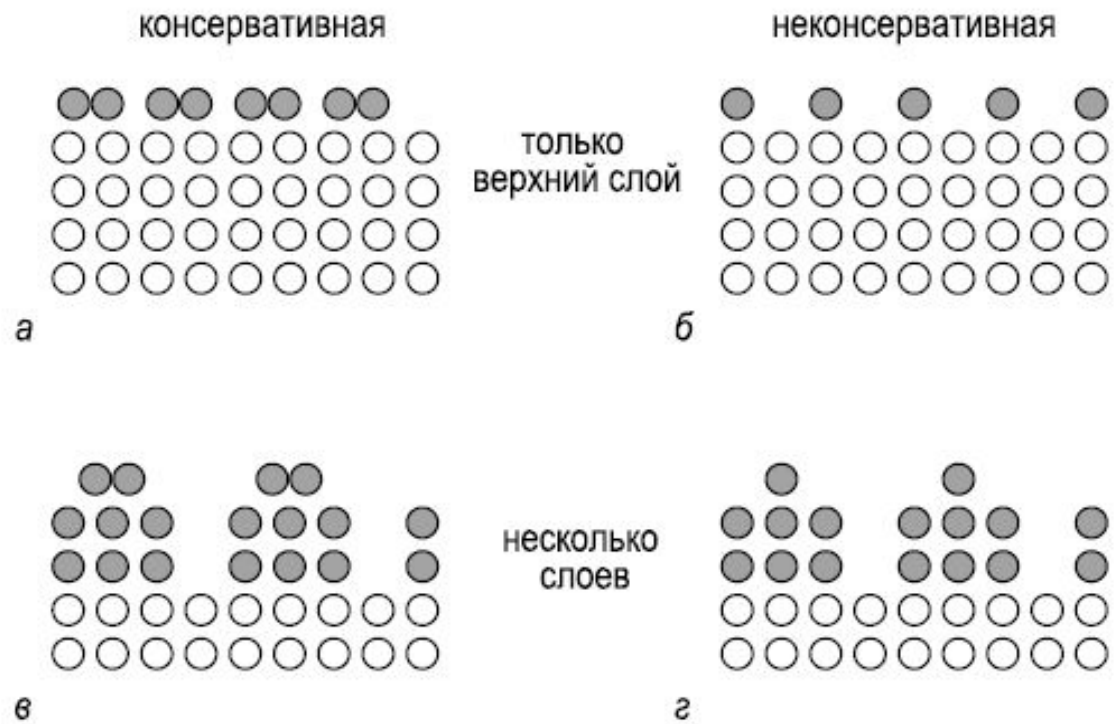 консервативная
неконсервативная
только
верхний слой
а
б
несколько
слоев
в
г